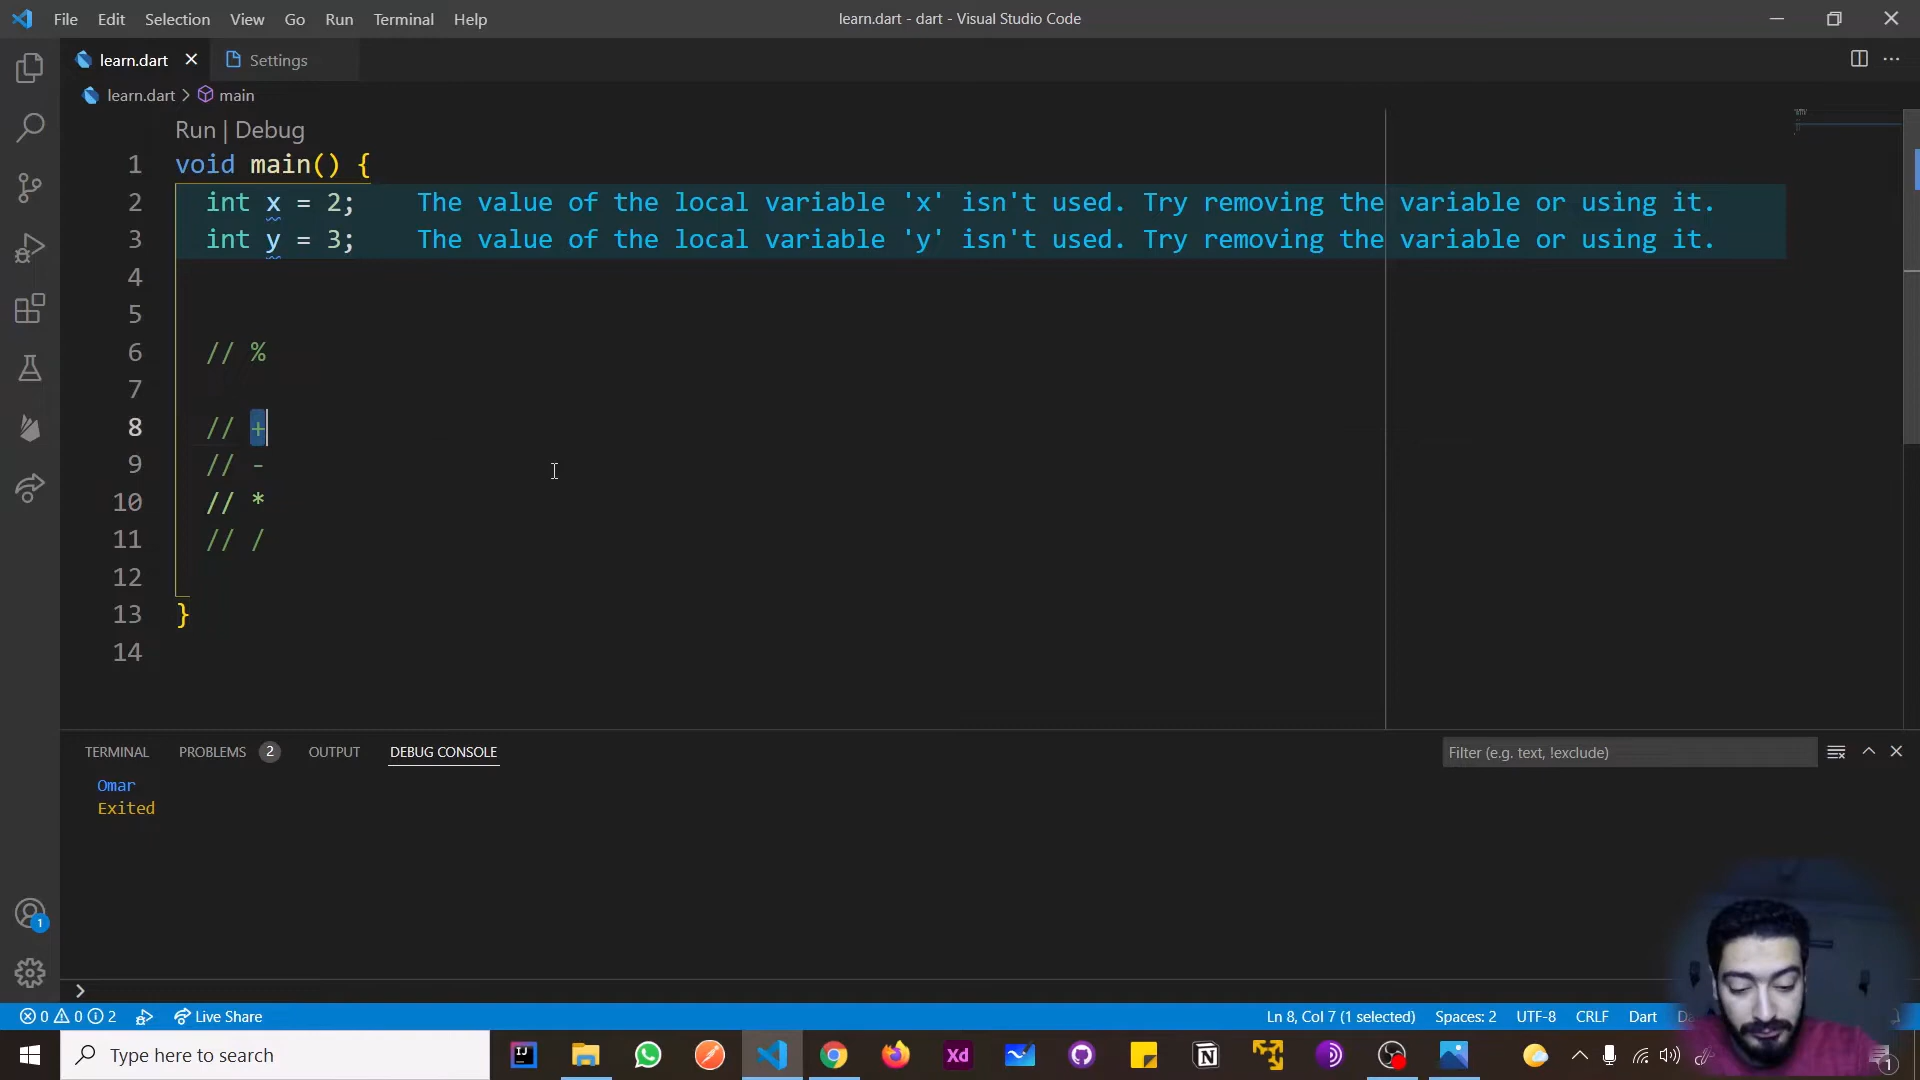 File Edit Selection View Go Run Terminal Help
learn.dart - dart - Visual Studio Code
learn.dart Settings
learn.dart > main
Run | Debug
1 void main() {
2 int x = 2; The value of the local variable 'x' isn't used. Try removing the variable or using it.
3 int y = 3; The value of the local variable 'y' isn't used. Try removing the variable or using it.
4
5
6 // %
7
8 // +
9 // -
10 // *
11 // /
12
13 }
14
TERMINAL PROBLEMS 2 OUTPUT DEBUG CONSOLE
Filter (e.g. text, !exclude)
Omar
Exited
1
>
0 0 2 Live Share
Ln 8, Col 7 (1 selected) Spaces: 2 UTF-8 CRLF Dart
Type here to search
IJ Xd N 1